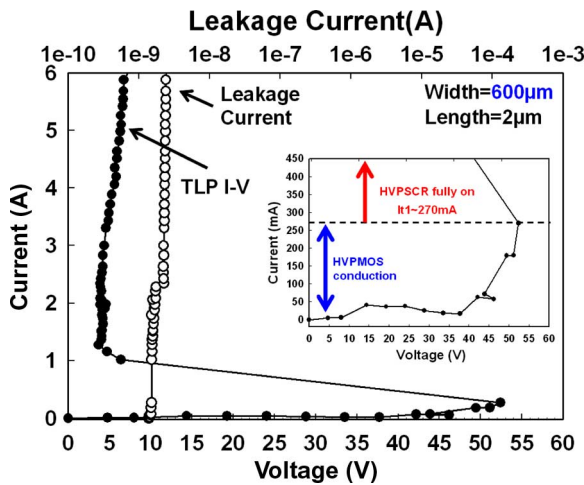 Leakage Current(A)
1e-10 1e-9 1e-8 1e-7 1e-6 1e-5 1e-4 1e-3
6
5
4
3
2
1
0
Current (A)
Leakage
Current
TLP I-V
Width=600µm
Length=2µm
450
400
350
300
250
200
150
100
50
0
Current (mA)
HVPSCR fully on
It1~270mA
HVPMOS
conduction
0 5 10 15 20 25 30 35 40 45 50 55 60
Voltage (V)
0 5 10 15 20 25 30 35 40 45 50 55 60
Voltage (V)